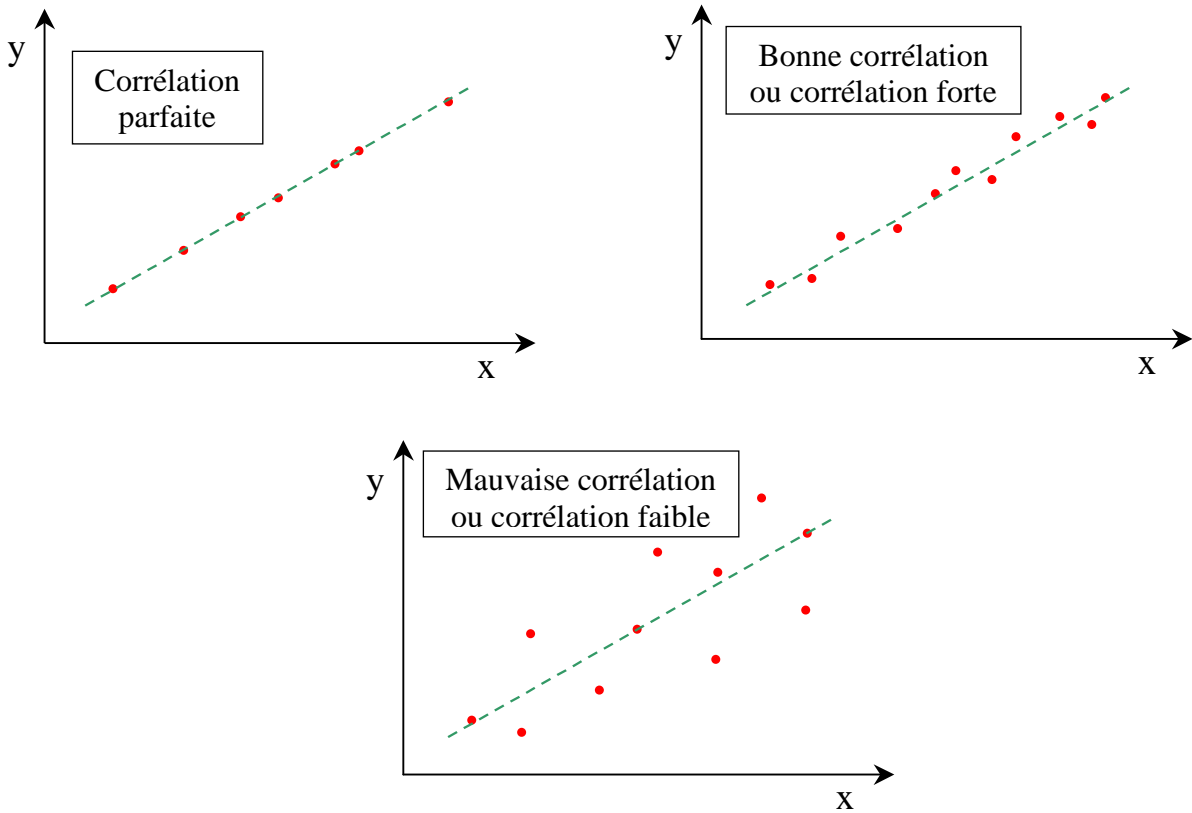 y
Corrélation
parfaite
x
y
Bonne corrélation
ou corrélation forte
x
y
Mauvaise corrélation
ou corrélation faible
x